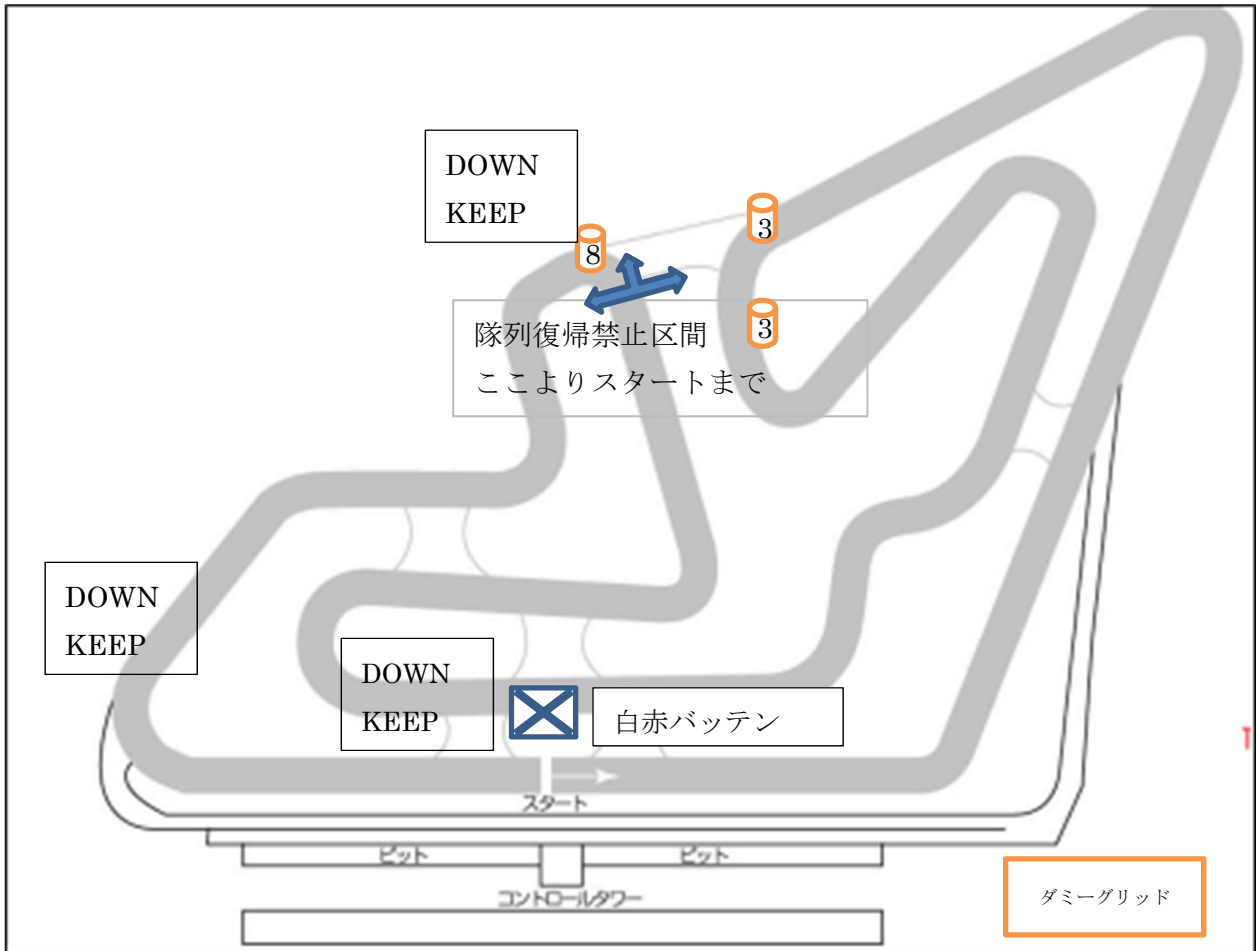 DOWN
KEEP
8
3
3
隊列復帰禁止区間
ここよりスタートまで
DOWN
KEEP
DOWN
KEEP
白赤バッテン
スタート
ピット
ピット
コントロールタワー
ダミーグリッド